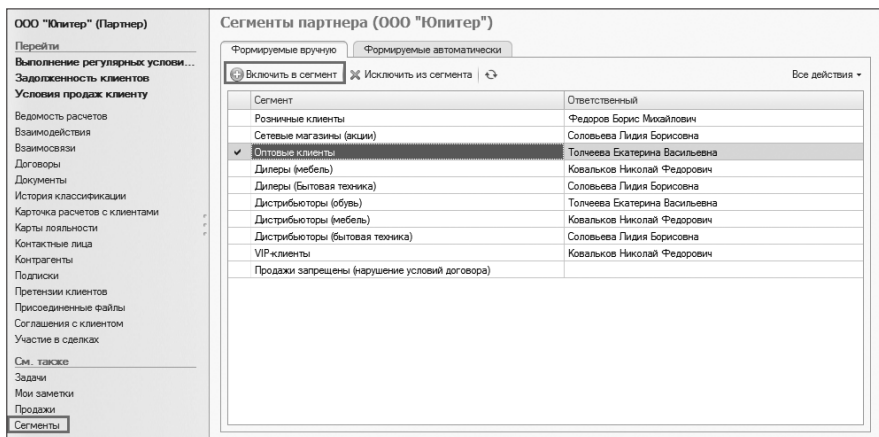 ООО "Юпитер" (Партнер)
Перейти
Выполнение регулярных услови...
Задолженность клиентов
Условия продаж клиенту
Ведомость расчетов
Взаимодействия
Взаимосвязи
Договоры
Документы
История классификации
Карточка расчетов с клиентами
Карты лояльности
Контактные лица
Контрагенты
Подписки
Претензии клиентов
Присоединенные файлы
Соглашения с клиентом
Участие в сделках
См. также
Задачи
Мои заметки
Продажи
Сегменты
Сегменты партнера (ООО "Юпитер")
Формируемые вручную Формируемые автоматически
Включить в сегмент Исключить из сегмента Все действия
Сегмент Ответственный
Розничные клиенты Федоров Борис Михайлович
Сетевые магазины (акции) Соловьева Лидия Борисовна
Оптовые клиенты Толчеева Екатерина Васильевна
Дилеры (мебель) Ковальков Николай Федорович
Дилеры (Бытовая техника) Соловьева Лидия Борисовна
Дистрибьюторы (обувь) Толчеева Екатерина Васильевна
Дистрибьюторы (мебель) Ковальков Николай Федорович
Дистрибьюторы (бытовая техника) Соловьева Лидия Борисовна
VIP-клиенты Ковальков Николай Федорович
Продажи запрещены (нарушение условий договора)